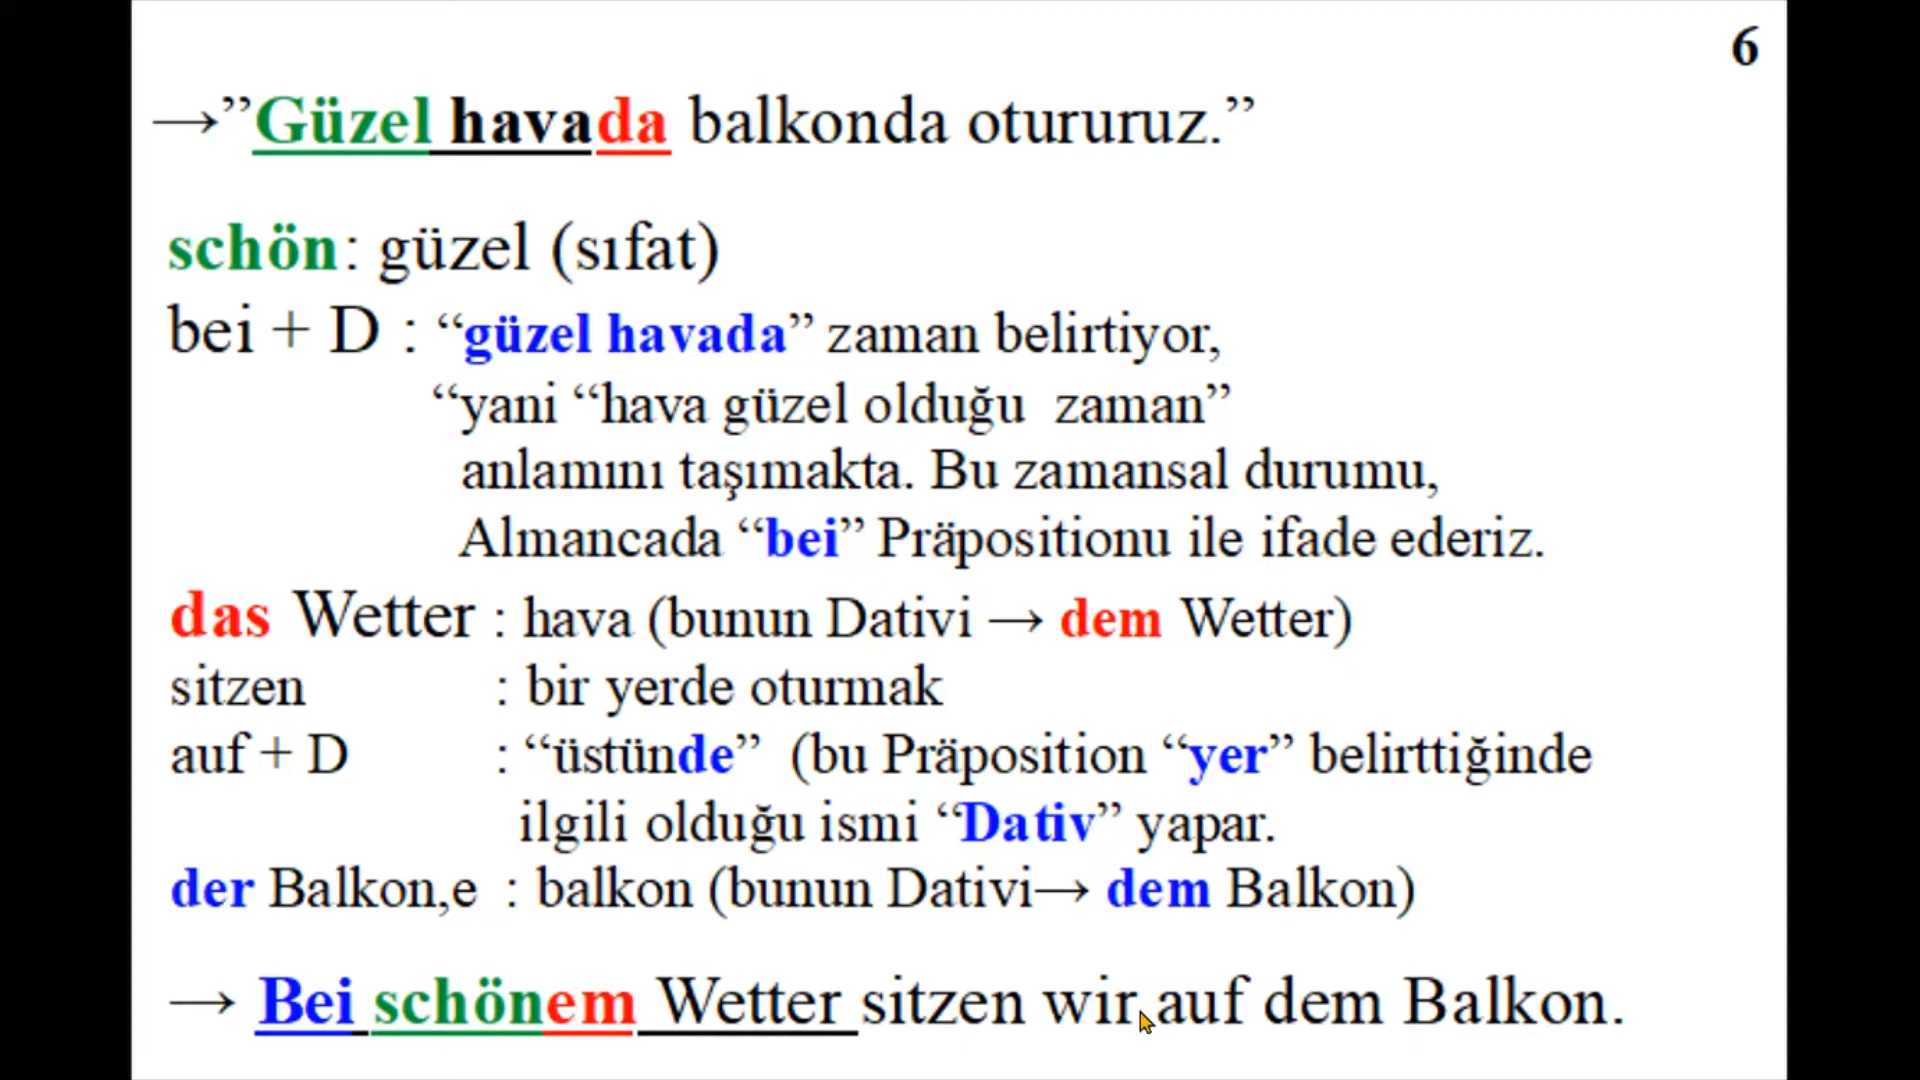 6
→”Güzel havada balkonda otururuz.”
schön: güzel (sıfat)
bei + D : “güzel havada” zaman belirtiyor,
“yani “hava güzel olduğu zaman”
anlamını taşımakta. Bu zamansal durumu,
Almancada “bei” Präpositionu ile ifade ederiz.
das Wetter : hava (bunun Dativi → dem Wetter)
sitzen : bir yerde oturmak
auf + D : “üstünde” (bu Präposition “yer” belirttiğinde
ilgili olduğu ismi “Dativ” yapar.
der Balkon,e : balkon (bunun Dativi→ dem Balkon)
→ Bei schönem Wetter sitzen wir auf dem Balkon.